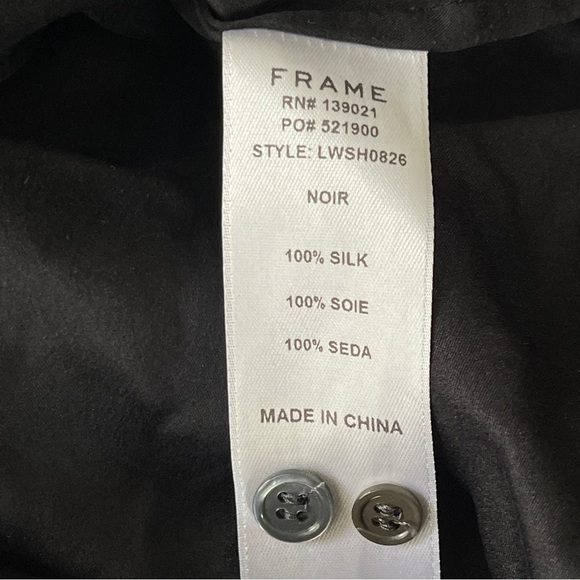 FRAME
RN# 139021
PO# 521900
STYLE: LWSH0826
NOIR
100% SILK
100% SOIE
100% SEDA
MADE IN CHINA